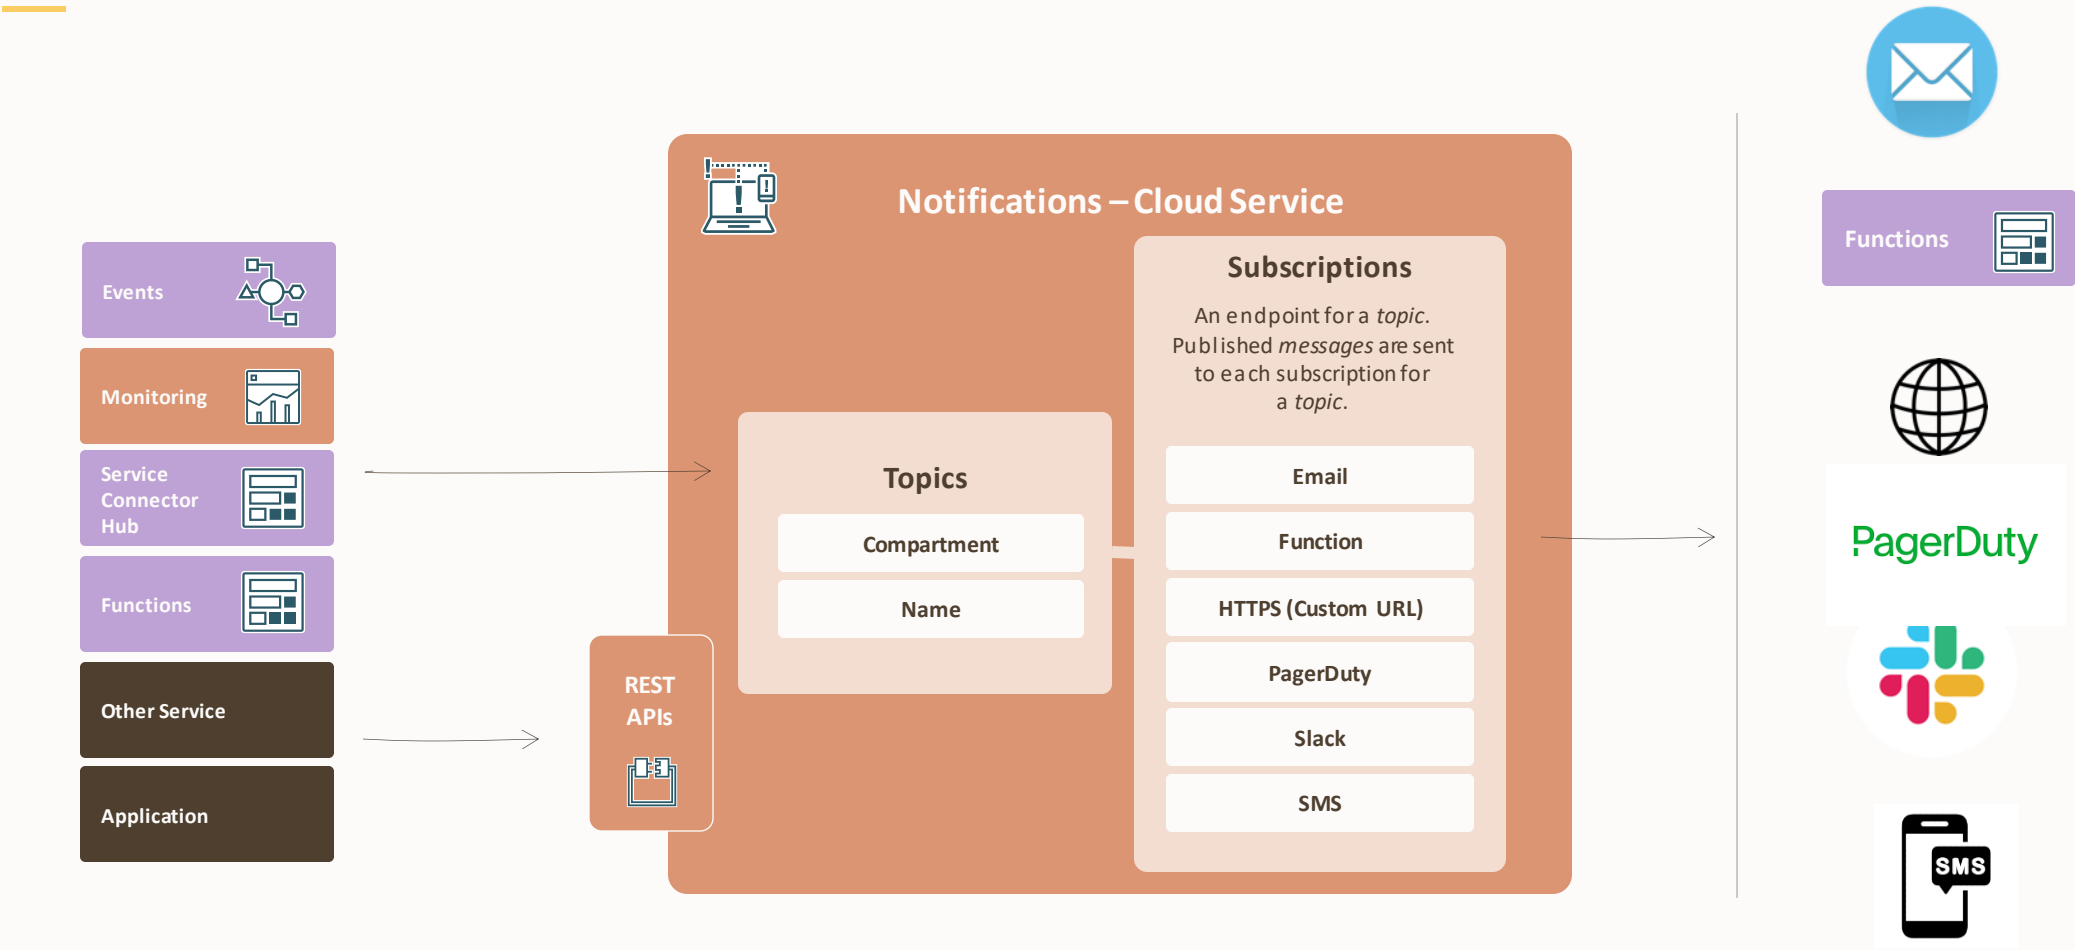 Notifications – Cloud Service
Events
Monitoring
Service
Connector
Hub
Functions
Other Service
Application
REST
APIs
Topics
Compartment
Name
Subscriptions
An endpoint for a topic.
Published messages are sent
to each subscription for
a topic.
Email
Function
HTTPS (Custom URL)
PagerDuty
Slack
SMS
Functions
PagerDuty
SMS